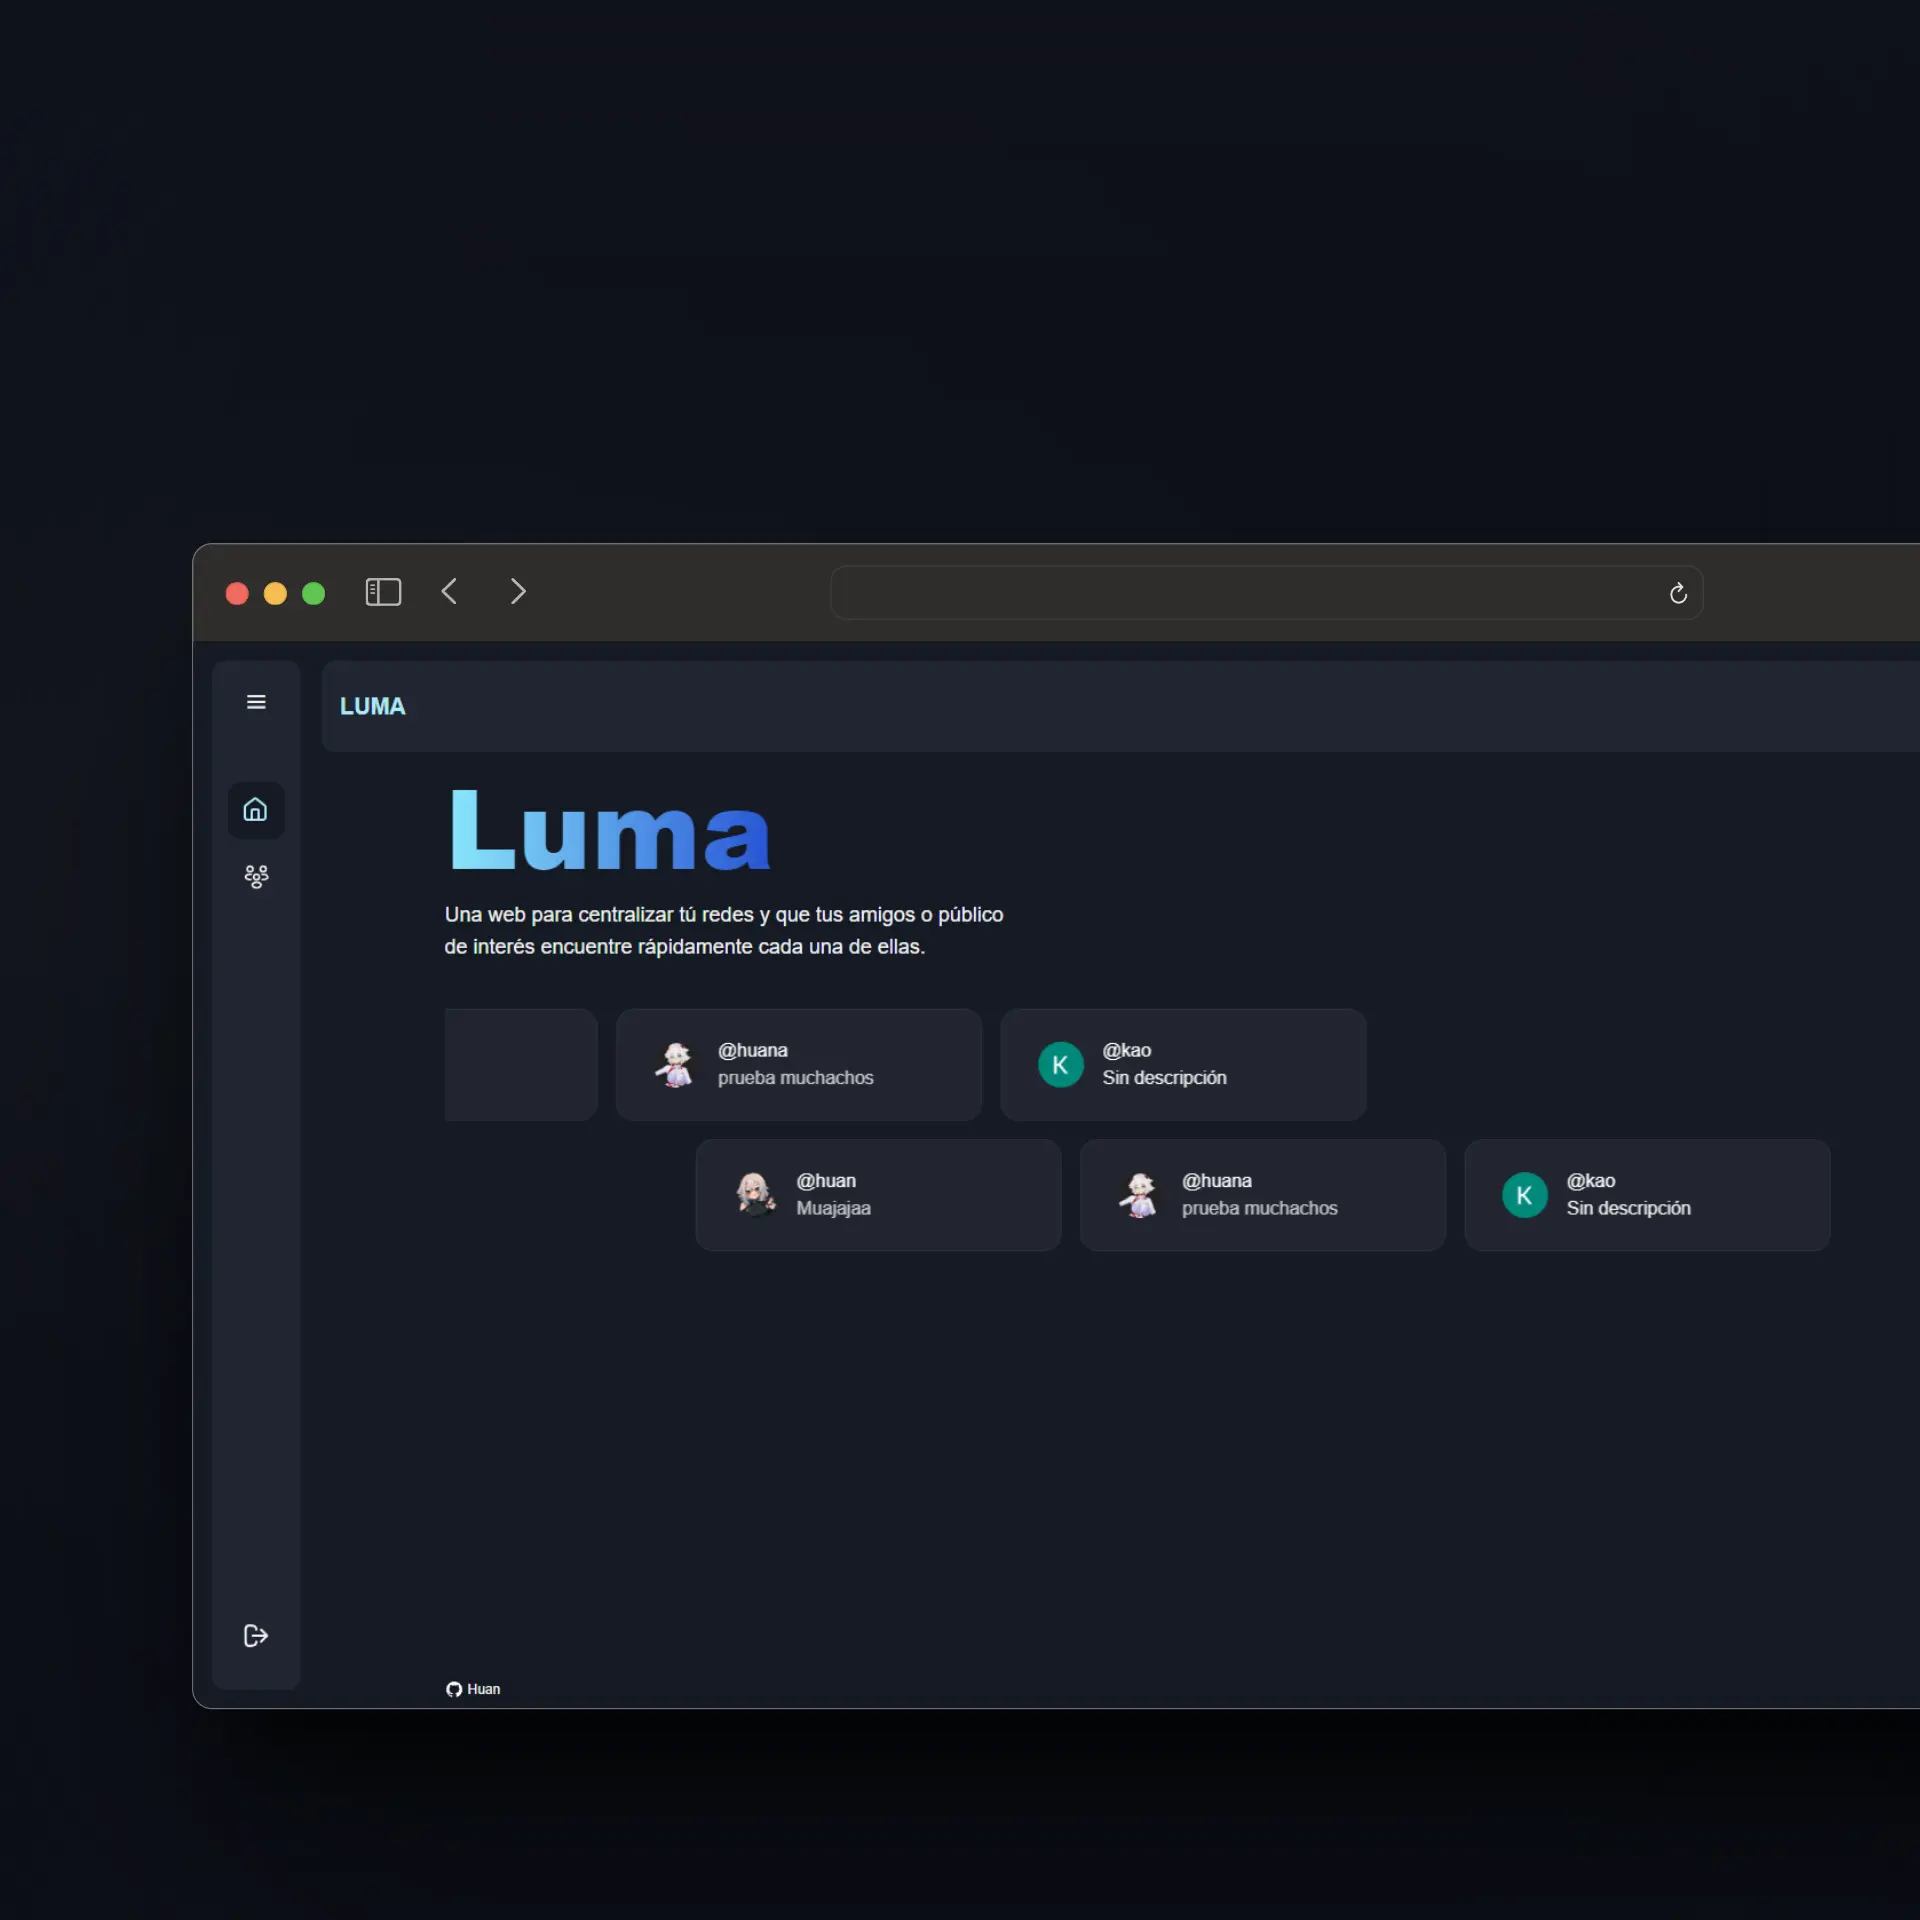 LUMA
Luma
Una web para centralizar tú redes y que tus amigos o público
de interés encuentre rápidamente cada una de ellas.
@huana
prueba muchachos
K
@kao
Sin descripción
@huan
Muajajaa
@huana
prueba muchachos
K
@kao
Sin descripción
Huan